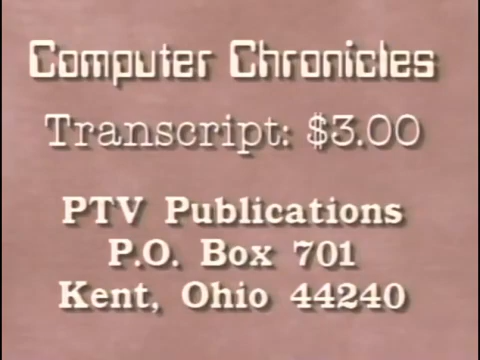 Computer Chronicles
Transcript: $3.00
PTV Publications
P.O. Box 701
Kent, Ohio 44240